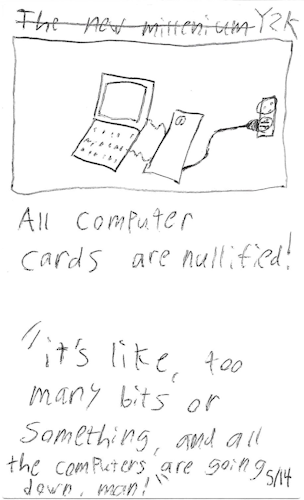 The new millenium Y2k
All computer
cards are nullified!
"it's like, too
many bits or
something, and all
the computers are going
down, man!"
5/14